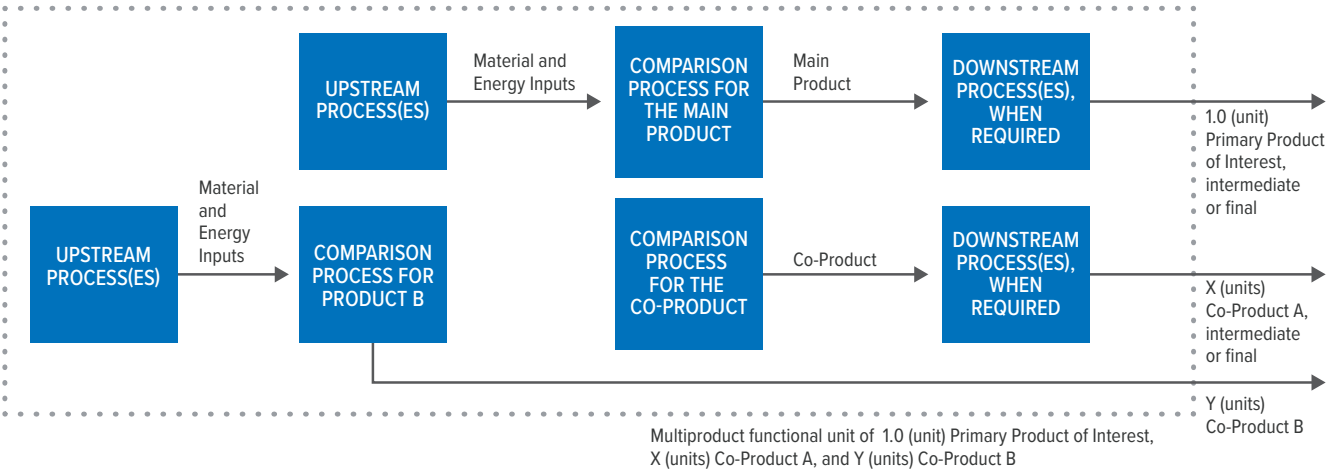 UPSTREAM
PROCESS(ES)
Material and
Energy Inputs
COMPARISON
PROCESS FOR
THE MAIN
PRODUCT
Main
Product
DOWNSTREAM
PROCESS(ES),
WHEN
REQUIRED
1.0 (unit)
Primary Product
of Interest,
intermediate
or final
UPSTREAM
PROCESS(ES)
Material
and
Energy
Inputs
COMPARISON
PROCESS FOR
PRODUCT B
COMPARISON
PROCESS
FOR THE
CO-PRODUCT
Co-Product
DOWNSTREAM
PROCESS(ES),
WHEN
REQUIRED
X (units)
Co-Product A,
intermediate
or final
Y (units)
Co-Product B
Multiproduct functional unit of 1.0 (unit) Primary Product of Interest,
X (units) Co-Product A, and Y (units) Co-Product B